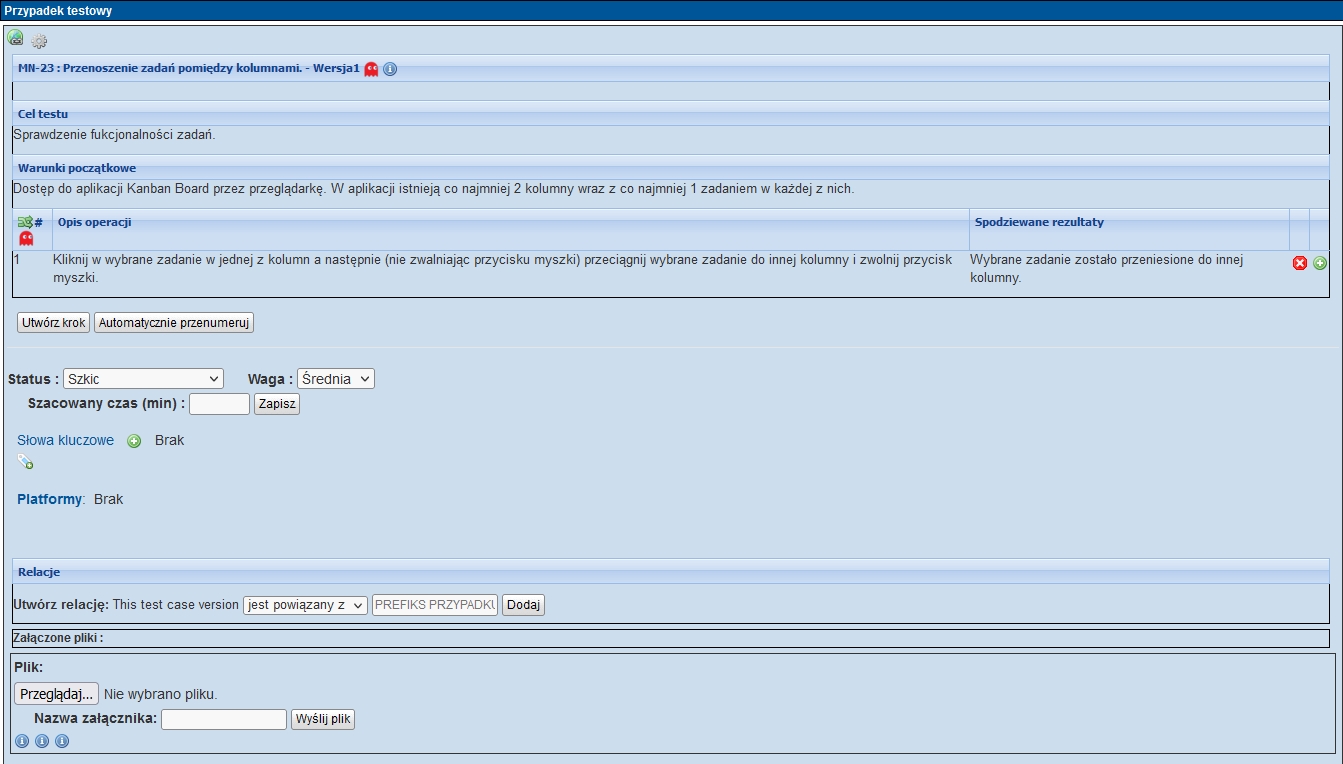 Przypadek testowy
MN-23 : Przenoszenie zadań pomiędzy kolumnami. - Wersja1
Cel testu
Sprawdzenie fukcjonalności zadań.
Warunki początkowe
Dostęp do aplikacji Kanban Board przez przeglądarkę. W aplikacji istnieją co najmniej 2 kolumny wraz z co najmniej 1 zadaniem w każdej z nich.
# Opis operacji Spodziewane rezultaty
1 Kliknij w wybrane zadanie w jednej z kolumn a następnie (nie zwalniając przycisku myszki) przeciągnij wybrane zadanie do innej kolumny i zwolnij przycisk Wybrane zadanie zostało przeniesione do innej
myszki. kolumny.
Utwórz krok Automatycznie przenumeruj
Status : Szkic Waga : Średnia
Szacowany czas (min) : Zapisz
Słowa kluczowe Brak
Platformy: Brak
Relacje
Utwórz relację: This test case version jest powiązany z PREFIKS PRZYPADKU Dodaj
Załączone pliki :
Plik:
Przeglądaj... Nie wybrano pliku.
Nazwa załącznika: Wyślij plik